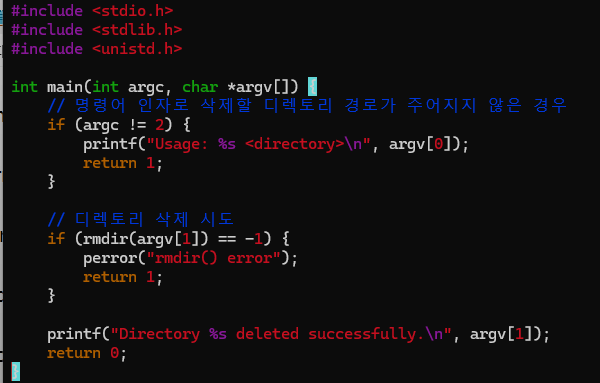 #include <stdio.h>
#include <stdlib.h>
#include <unistd.h>

int main(int argc, char *argv[]) {
    // 명령어 인자로 삭제할 디렉토리 경로가 주어지지 않은 경우
    if (argc != 2) {
        printf("Usage: %s <directory>\n", argv[0]);
        return 1;
    }

    // 디렉토리 삭제 시도
    if (rmdir(argv[1]) == -1) {
        perror("rmdir() error");
        return 1;
    }

    printf("Directory %s deleted successfully.\n", argv[1]);
    return 0;
}